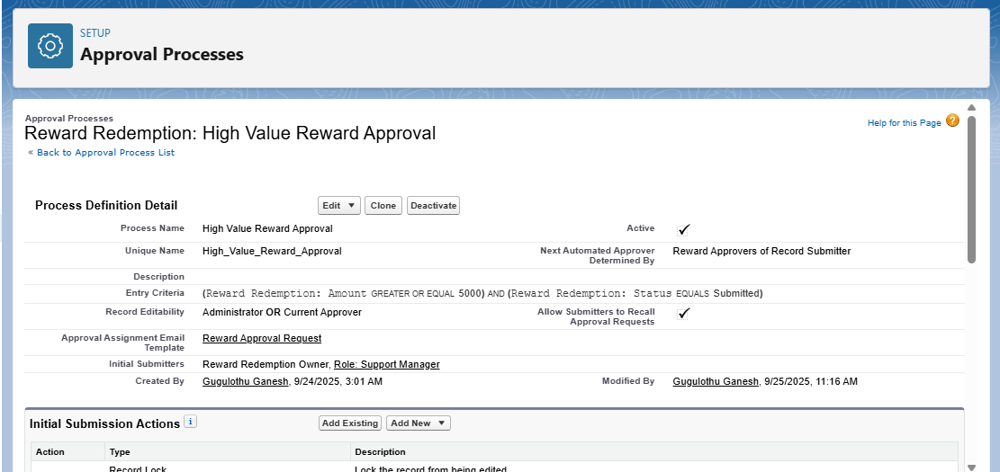 SETUP
Approval Processes
Approval Processes
Reward Redemption: High Value Reward Approval
Help for this Page ?
« Back to Approval Process List
Process Definition Detail
Edit ▼
Clone
Deactivate
Process Name High Value Reward Approval
Active ✓
Unique Name High_Value_Reward_Approval
Next Automated Approver
Determined By
Reward Approvers of Record Submitter
Description
Entry Criteria (Reward Redemption: Amount GREATER OR EQUAL 5000) AND (Reward Redemption: Status EQUALS Submitted)
Record Editability Administrator OR Current Approver
Allow Submitters to Recall
Approval Requests
✓
Approval Assignment Email
Template
Reward Approval Request
Initial Submitters Reward Redemption Owner, Role: Support Manager
Created By Gugulothu Ganesh, 9/24/2025, 3:01 AM
Modified By Gugulothu Ganesh, 9/25/2025, 11:16 AM
Initial Submission Actions i
Add Existing
Add New ▼
Action Type Description
Record Lock Lock the record from being edited